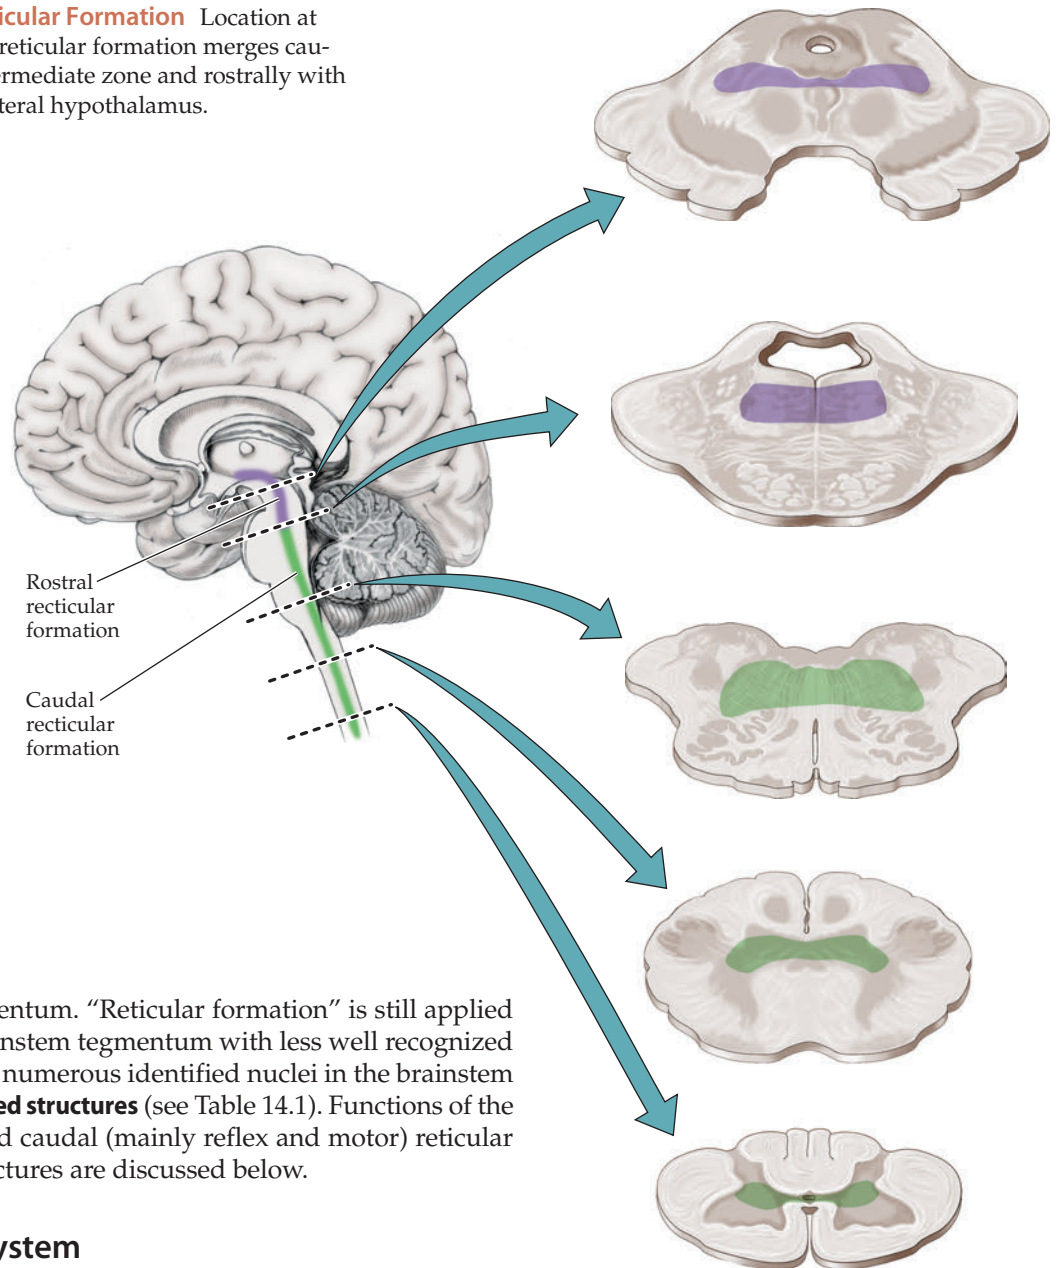 icular Formation Location at
reticular formation merges cau-
ermediate zone and rostrally with
teral hypothalamus.
Rostral
recticular
formation
Caudal
recticular
formation
entum. “Reticular formation” is still applied
instem tegmentum with less well recognized
numerous identified nuclei in the brainstem
ed structures (see Table 14.1). Functions of the
d caudal (mainly reflex and motor) reticular
ctures are discussed below.
ystem